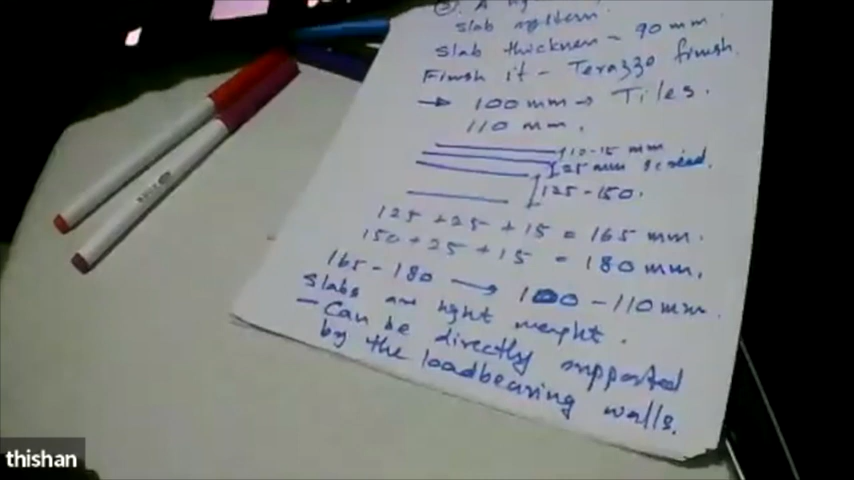 slab system.
slab thickness - 90 mm.
Finish it - Terazzo finish.
→ 100 mm → Tiles.
110 mm.
10-15 mm
25 mm screed.
125-150.
125 + 25 + 15 = 165 mm.
150 + 25 + 15 = 180 mm.
165 - 180 → 100 - 110 mm.
Slabs are light weight.
- Can be directly supported
by the loadbearing walls.
thishan